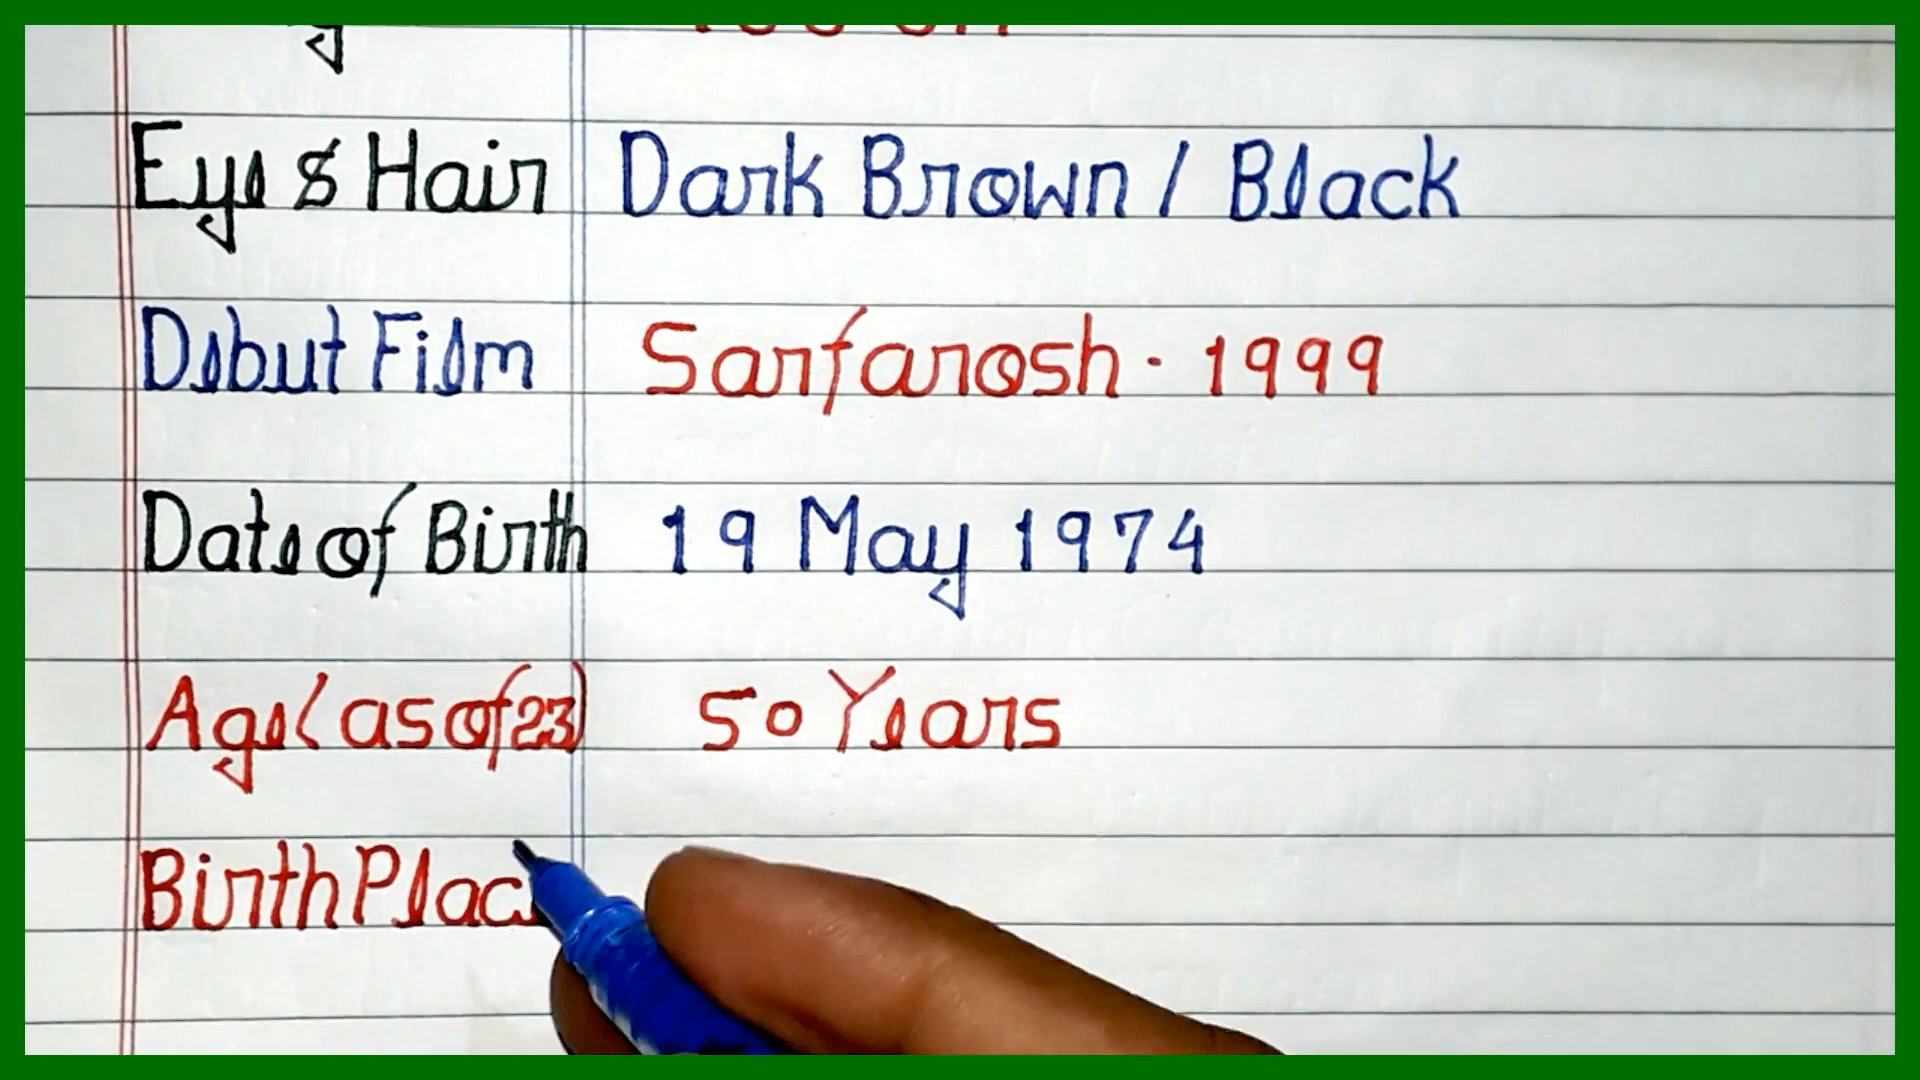 Eye & Hair Dark Brown / Black
Debut Film Sarfarosh - 1999
Date of Birth 19 May 1974
Age (as of 23) 50 Years
Birth Place